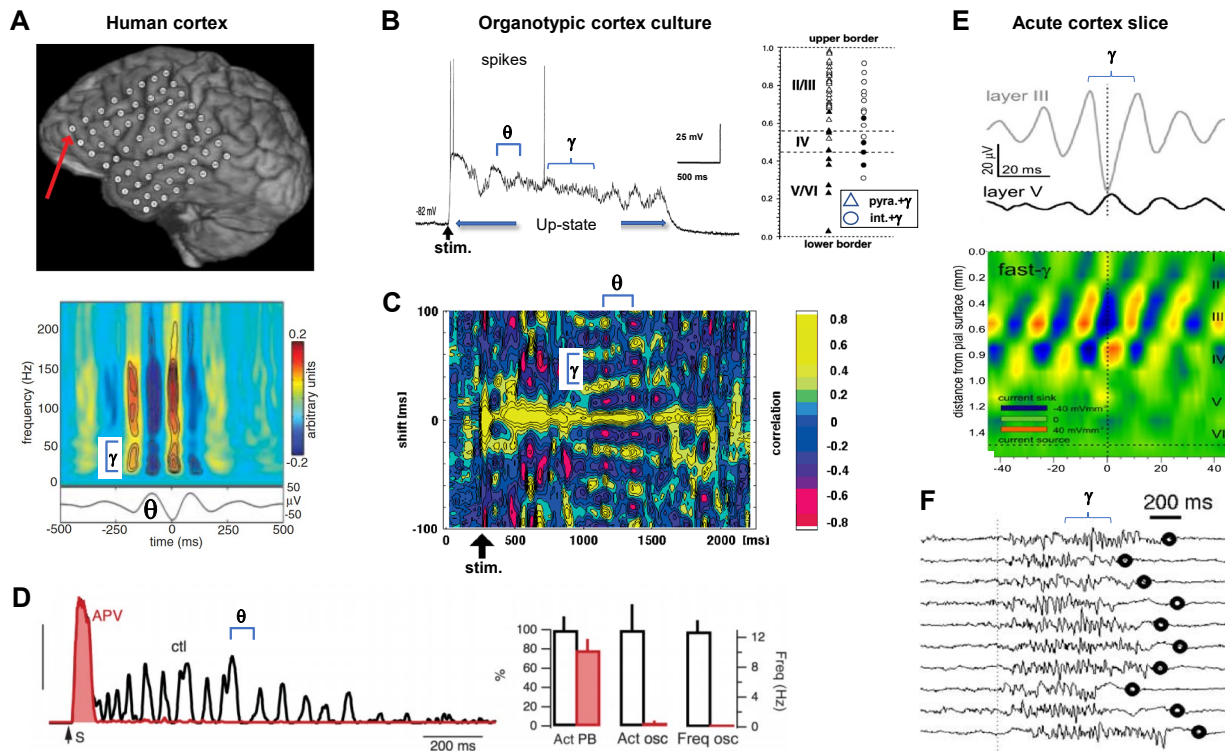 A
Human cortex
frequency (Hz)
200
150
100
50
0
γ
0.2
-0.2
arbitrary units
θ
50
μV
-50
-500
-250
0
250
500
time (ms)
B
Organotypic cortex culture
spikes
θ
γ
25 mV
500 ms
-82 mV
Up-state
stim.
upper border
1.0
0.8
0.6
0.4
0.2
0.0
II/III
IV
V/VI
pyra.+γ
int.+γ
lower border
C
θ
γ
100
50
0
-50
-100
shift [ms]
0
500
1000
1500
2000
[ms]
stim.
correlation
0.8
0.6
0.4
0.2
0
-0.2
-0.4
-0.6
-0.8
D
APV
ctl
θ
S
200 ms
100
80
60
40
20
0
%
12
8
4
0
Freq (Hz)
Act PB
Act osc
Freq osc
E
Acute cortex slice
γ
layer III
20 μV
20 ms
layer V
fast-γ
distance from pial surface (mm)
0.0
0.2
0.4
0.6
0.8
1.0
1.2
1.4
I
II
III
IV
V
VI
current sink
-40 mVmm⁻²
0
40 mVmm⁻²
current source
-40
-20
0
20
40
F
γ
200 ms